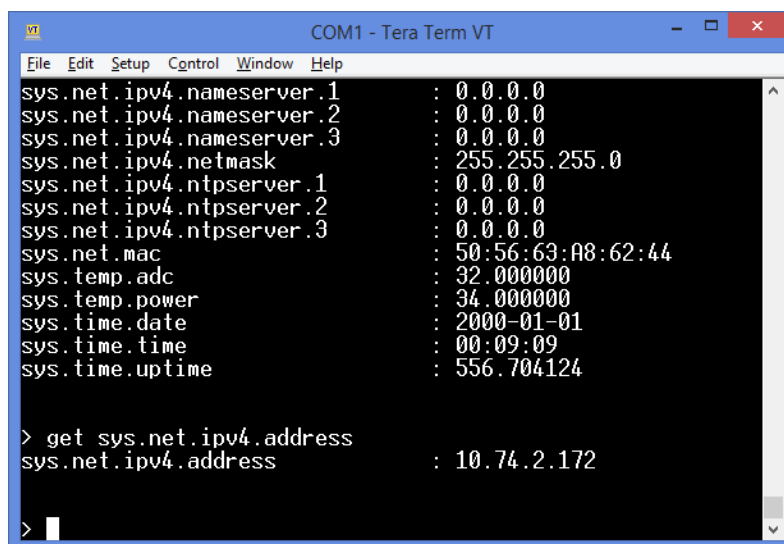 VT
COM1 - Tera Term VT
File Edit Setup Control Window Help
sys.net.ipv4.nameserver.1 : 0.0.0.0
sys.net.ipv4.nameserver.2 : 0.0.0.0
sys.net.ipv4.nameserver.3 : 0.0.0.0
sys.net.ipv4.netmask : 255.255.255.0
sys.net.ipv4.ntpserver.1 : 0.0.0.0
sys.net.ipv4.ntpserver.2 : 0.0.0.0
sys.net.ipv4.ntpserver.3 : 0.0.0.0
sys.net.mac : 50:56:63:A8:62:44
sys.temp.adc : 32.000000
sys.temp.power : 34.000000
sys.time.date : 2000-01-01
sys.time.time : 00:09:09
sys.time.uptime : 556.704124
> get sys.net.ipv4.address
sys.net.ipv4.address : 10.74.2.172
>